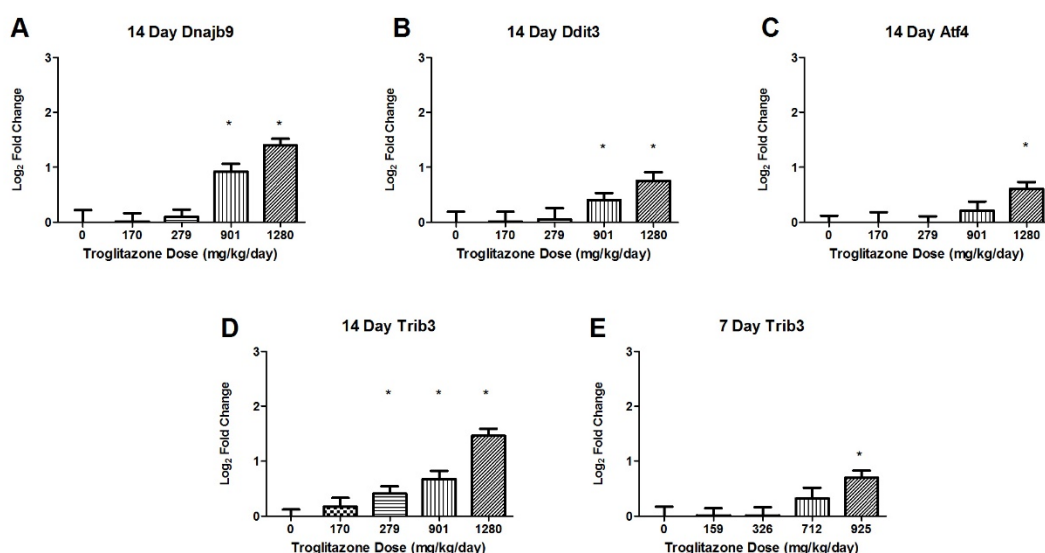 A
14 Day Dnajb9
Log2 Fold Change
3
2
1
0
*
*
0 170 279 901 1280
Troglitazone Dose (mg/kg/day)
B
14 Day Ddit3
Log2 Fold Change
3
2
1
0
*
*
0 170 279 901 1280
Troglitazone Dose (mg/kg/day)
C
14 Day Atf4
Log2 Fold Change
3
2
1
0
*
0 170 279 901 1280
Troglitazone Dose (mg/kg/day)
D
14 Day Trib3
Log2 Fold Change
3
2
1
0
*
*
*
0 170 279 901 1280
Troglitazone Dose (mg/kg/day)
E
7 Day Trib3
Log2 Fold Change
3
2
1
0
*
0 159 326 712 925
Troglitazone Dose (mg/kg/day)